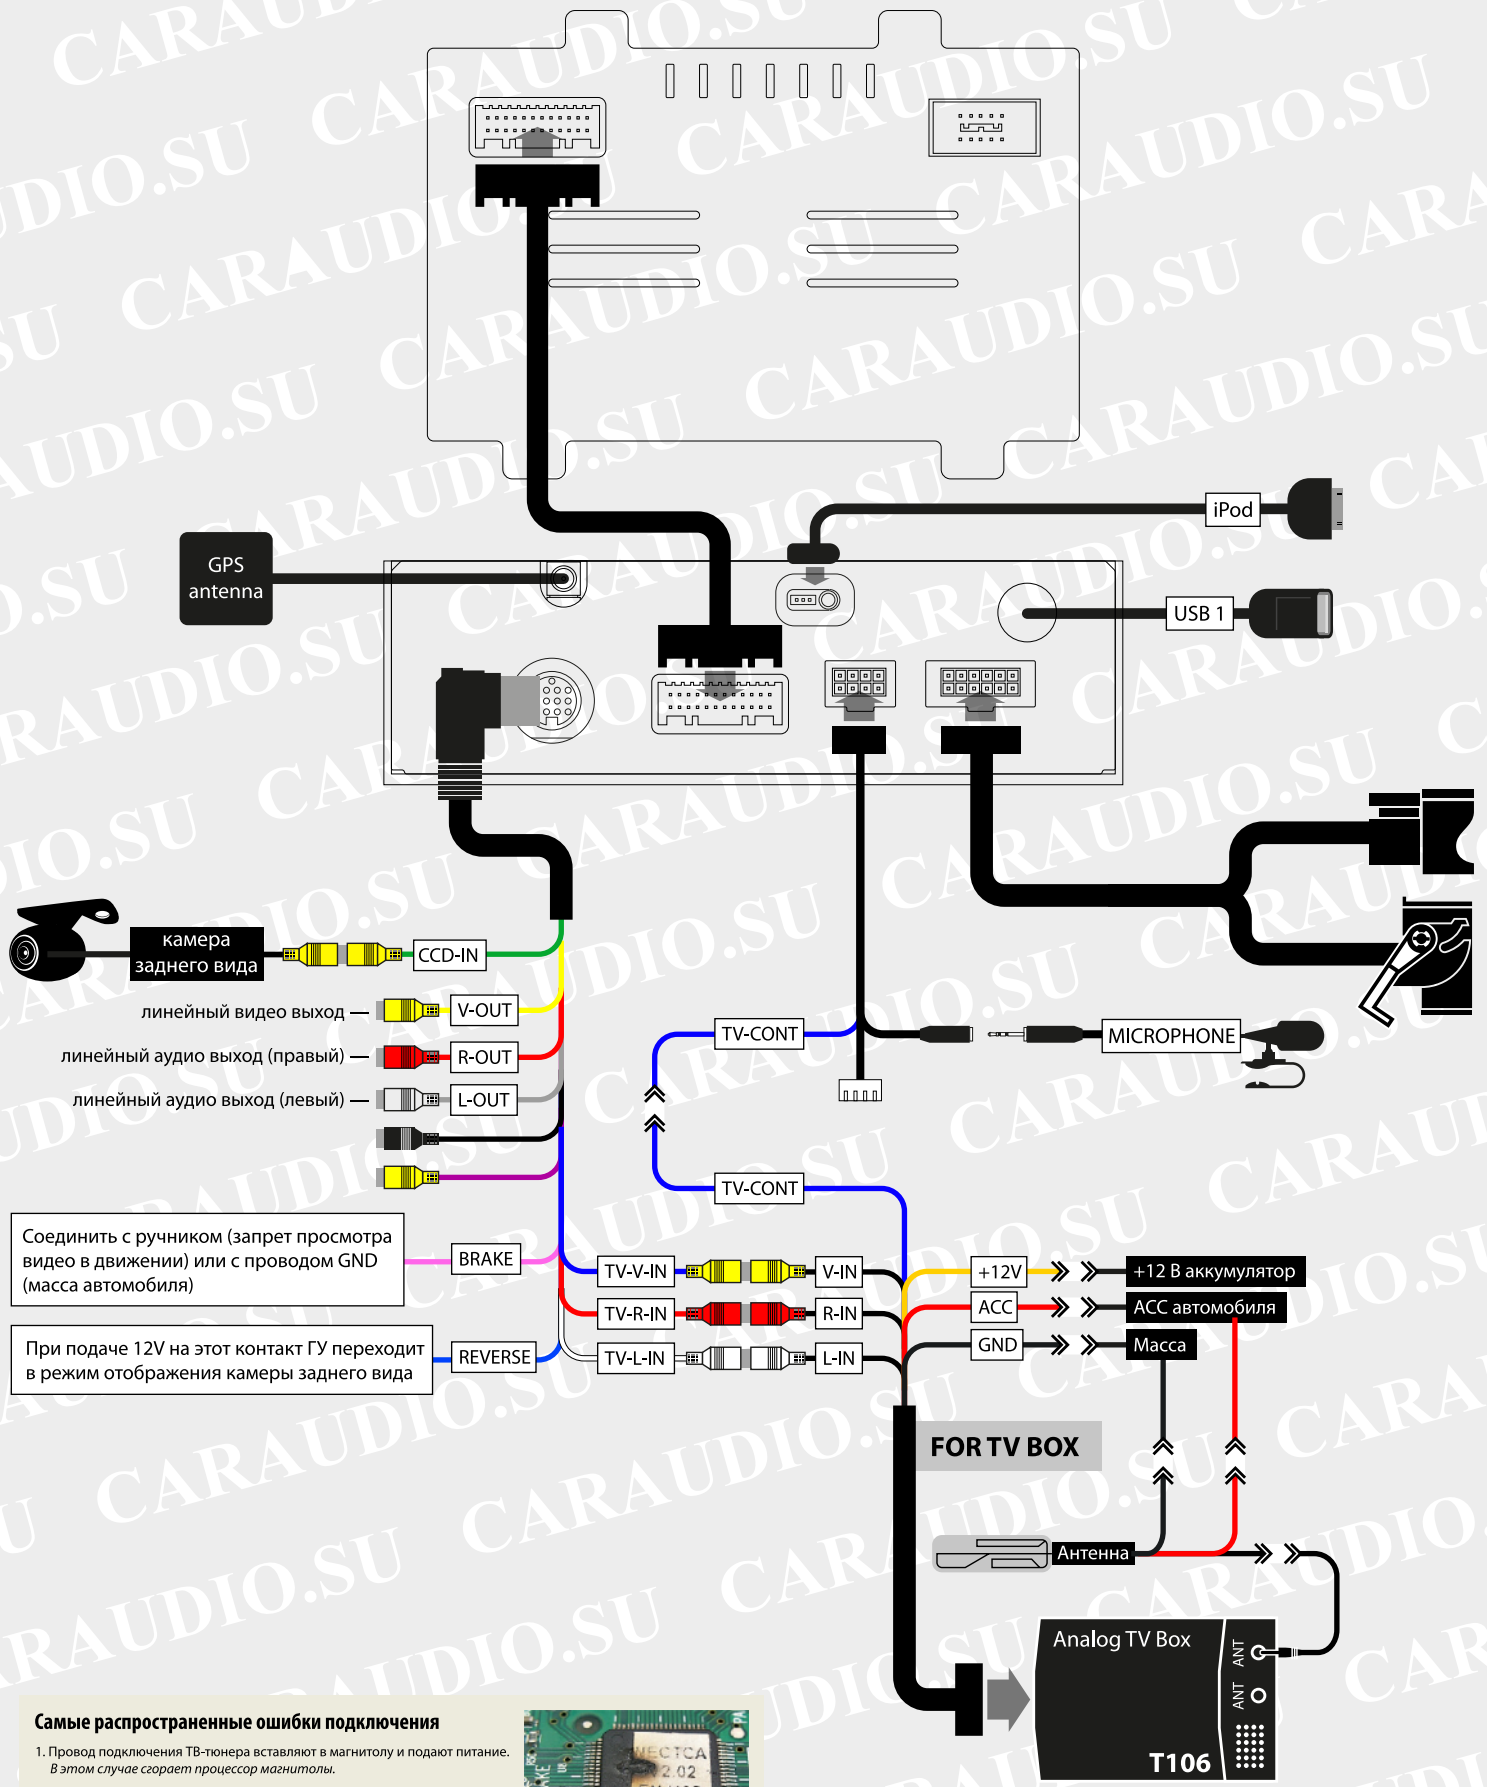 CARAUDIO.SU
iPod
GPS
antenna
USB 1
камера
заднего вида
CCD-IN
линейный видео выход
V-OUT
линейный аудио выход (правый)
R-OUT
линейный аудио выход (левый)
L-OUT
TV-CONT
MICROPHONE
TV-CONT
Соединить с ручником (запрет просмотра
видео в движении) или с проводом GND
(масса автомобиля)
BRAKE
TV-V-IN
V-IN
+12V
+12 В аккумулятор
TV-R-IN
R-IN
ACC
ACC автомобиля
При подаче 12V на этот контакт ГУ переходит
в режим отображения камеры заднего вида
REVERSE
TV-L-IN
L-IN
GND
Масса
FOR TV BOX
Антенна
Analog TV Box
ANT
ANT
T106
Самые распространенные ошибки подключения
1. Провод подключения ТВ-тюнера вставляют в магнитолу и подают питание.
В этом случае сгорает процессор магнитолы.